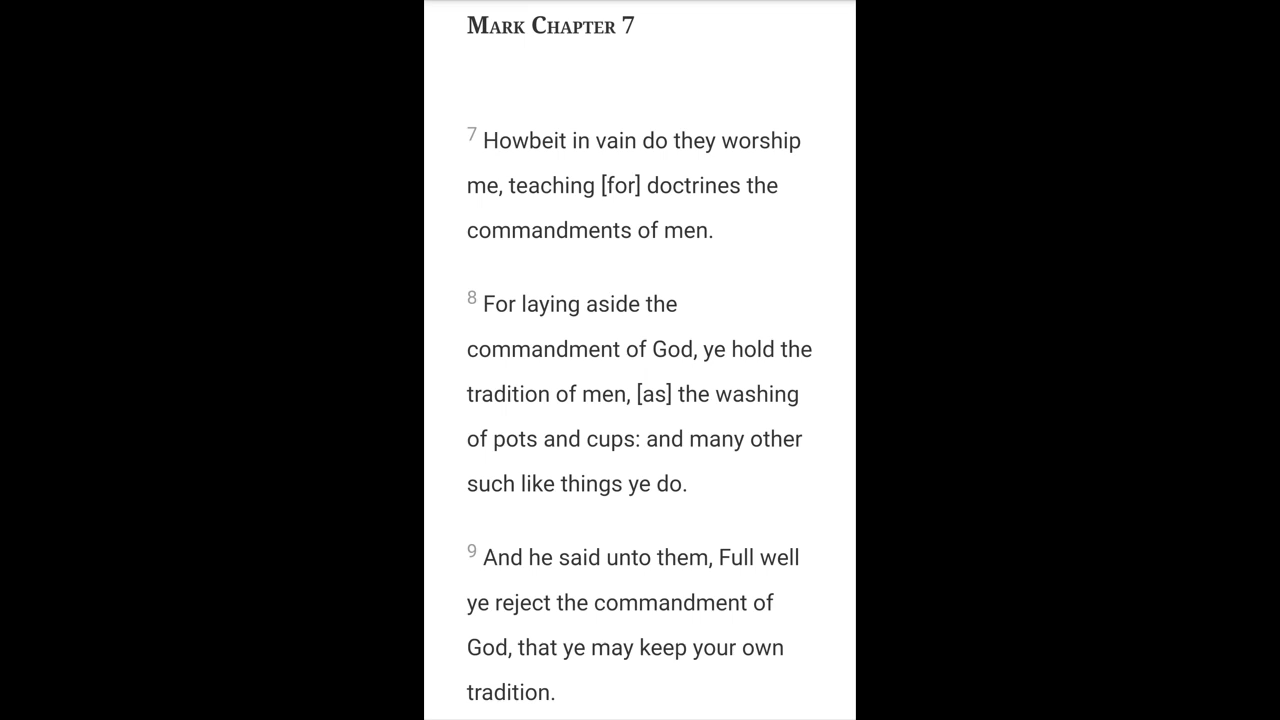 Mark Chapter 7
7 Howbeit in vain do they worship
me, teaching [for] doctrines the
commandments of men.
8 For laying aside the
commandment of God, ye hold the
tradition of men, [as] the washing
of pots and cups: and many other
such like things ye do.
9 And he said unto them, Full well
ye reject the commandment of
God, that ye may keep your own
tradition.